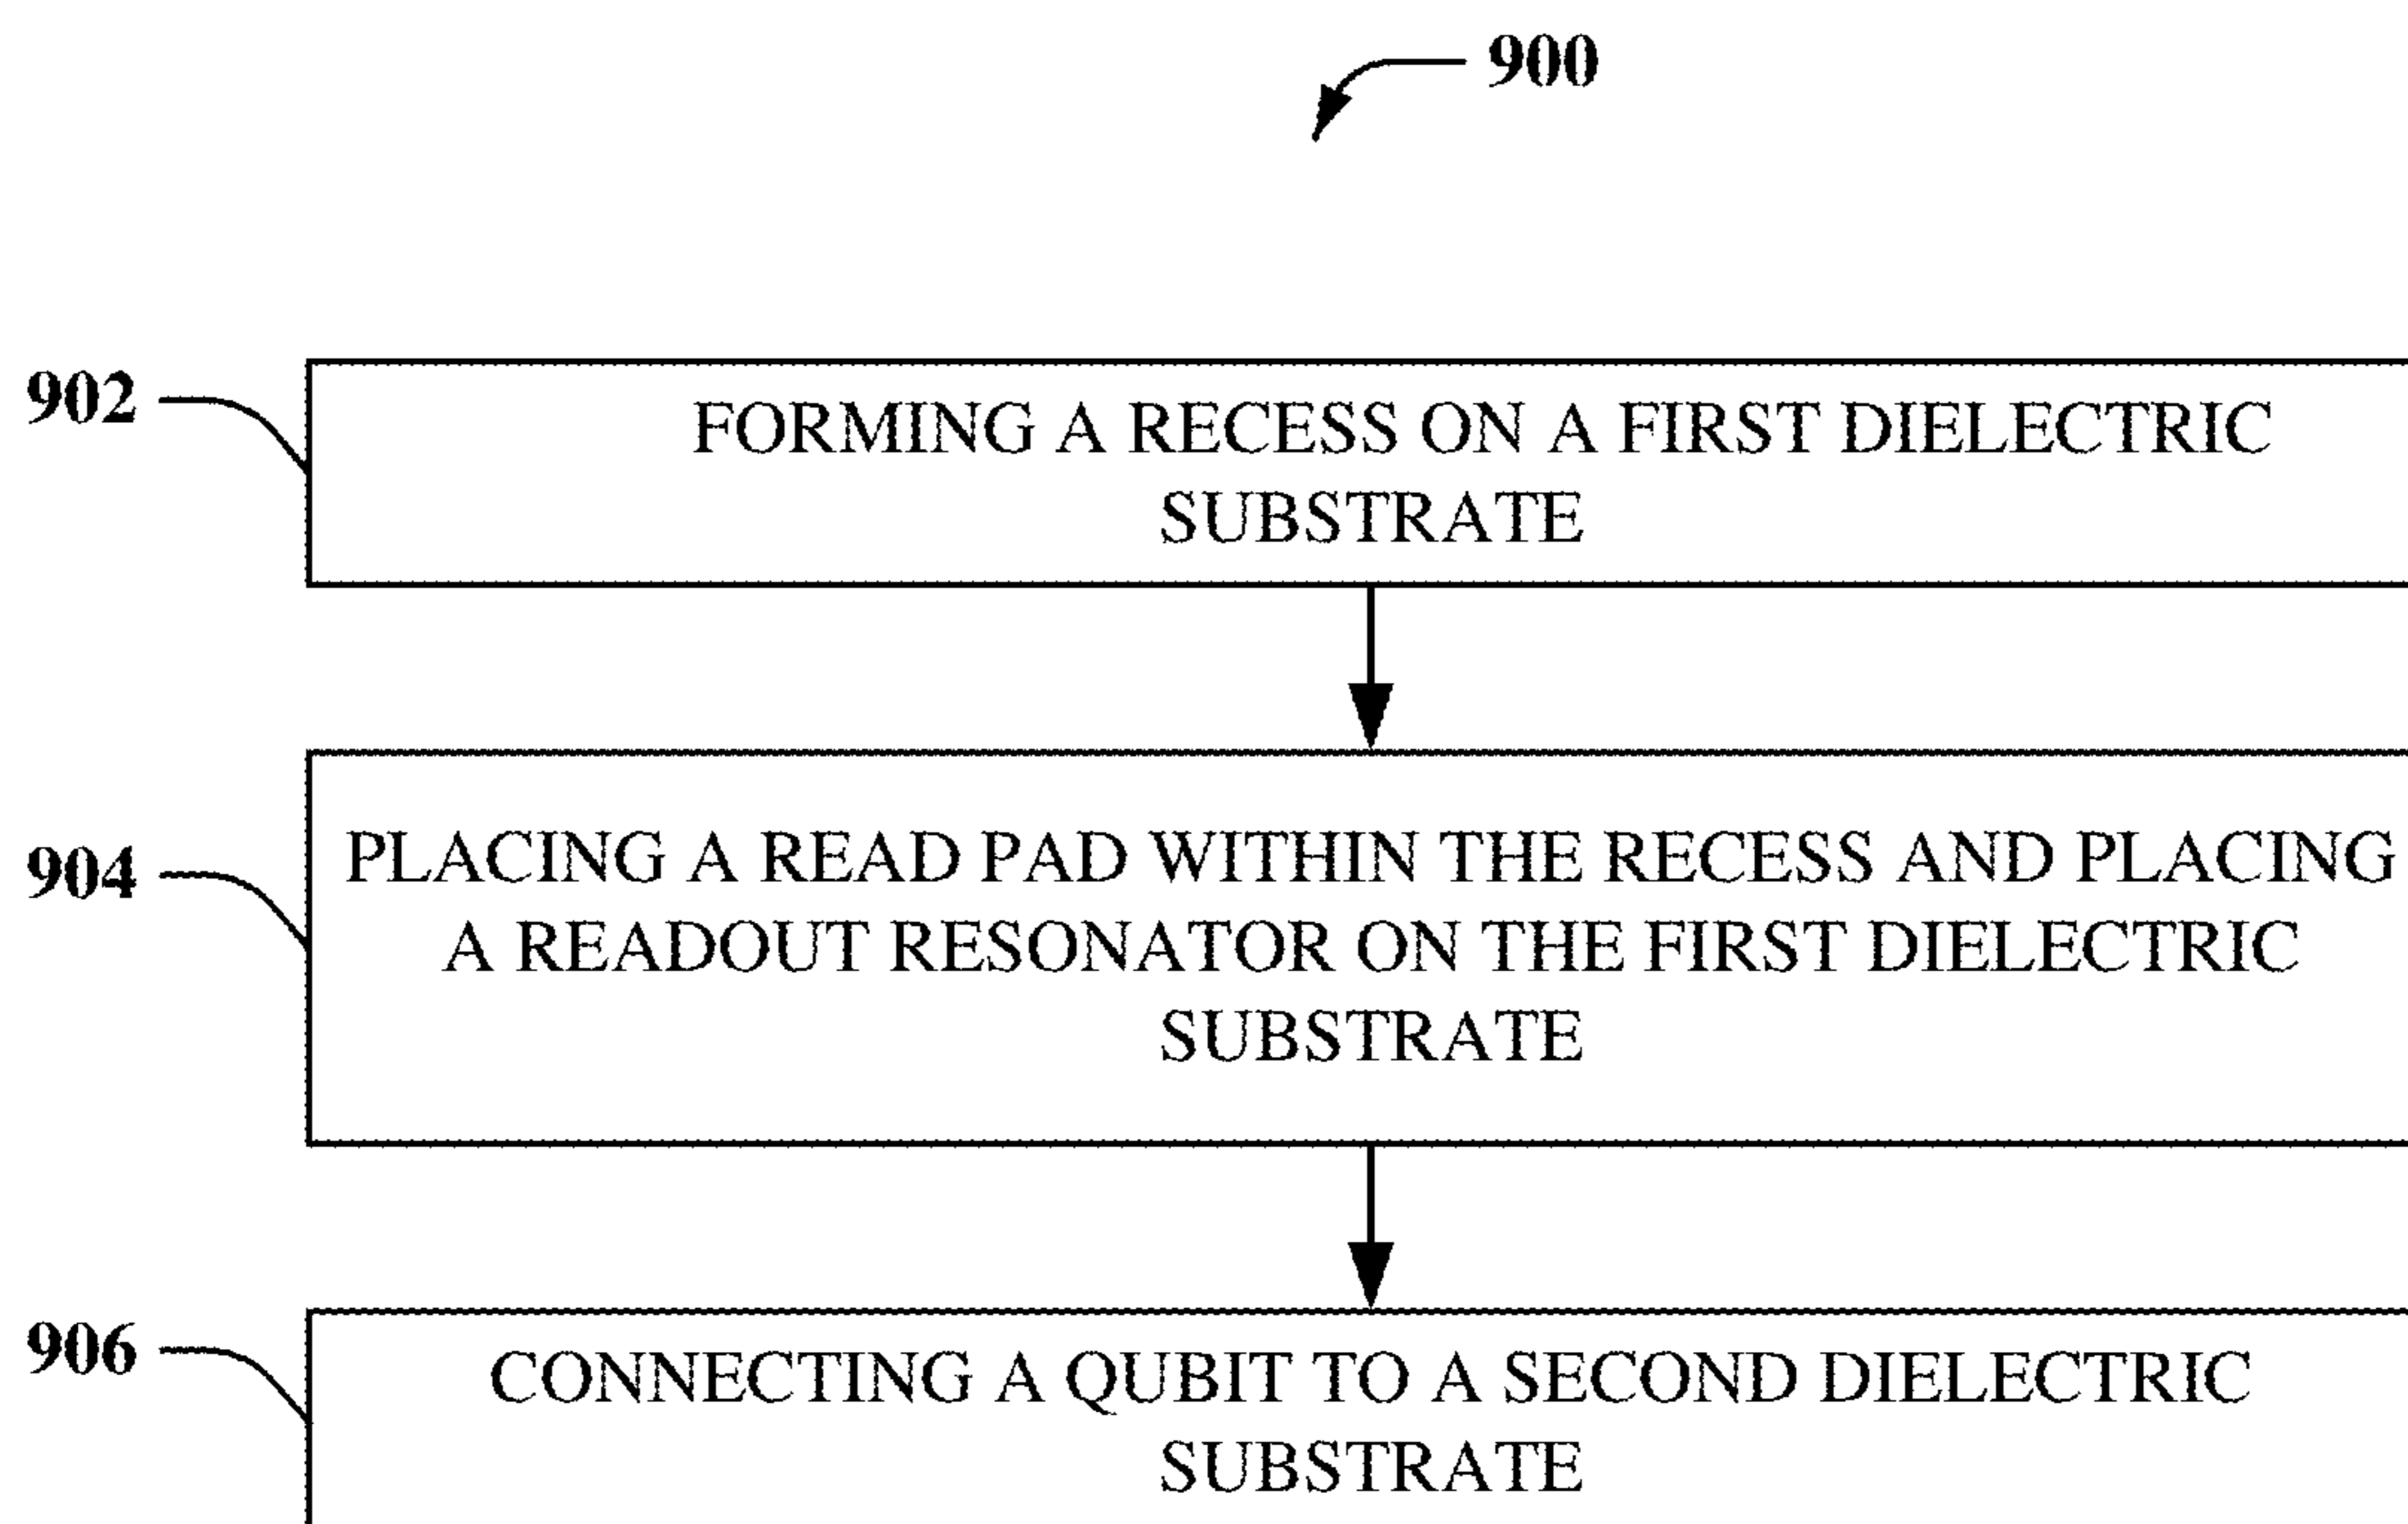 900
902
FORMING A RECESS ON A FIRST DIELECTRIC
SUBSTRATE
904
PLACING A READ PAD WITHIN THE RECESS AND PLACING
A READOUT RESONATOR ON THE FIRST DIELECTRIC
SUBSTRATE
906
CONNECTING A QUBIT TO A SECOND DIELECTRIC
SUBSTRATE